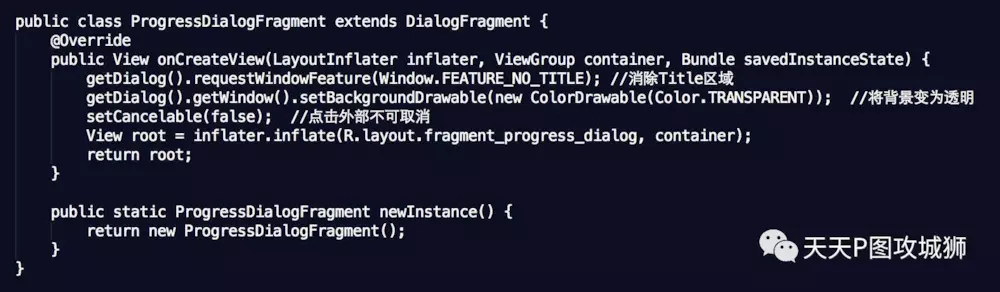 public class ProgressDialogFragment extends DialogFragment {
    @Override
    public View onCreateView(LayoutInflater inflater, ViewGroup container, Bundle savedInstanceState) {
        getDialog().requestWindowFeature(Window.FEATURE_NO_TITLE); //消除Title区域
        getDialog().getWindow().setBackgroundDrawable(new ColorDrawable(Color.TRANSPARENT));  //将背景变为透明
        setCancelable(false);  //点击外部不可取消
        View root = inflater.inflate(R.layout.fragment_progress_dialog, container);
        return root;
    }

    public static ProgressDialogFragment newInstance() {
        return new ProgressDialogFragment();
    }
}
天天P图攻城狮